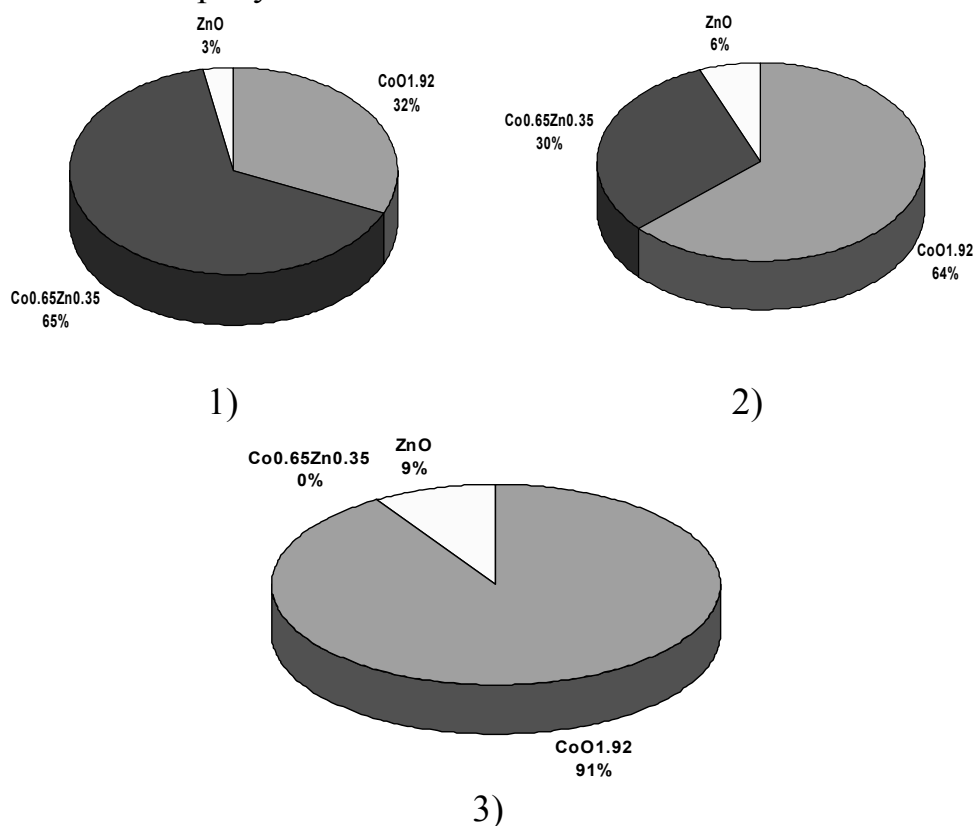 ZnO
3%
CoO1.92
32%
Co0.65Zn0.35
65%
1)
ZnO
6%
Co0.65Zn0.35
30%
CoO1.92
64%
2)
Co0.65Zn0.35
0%
ZnO
9%
CoO1.92
91%
3)